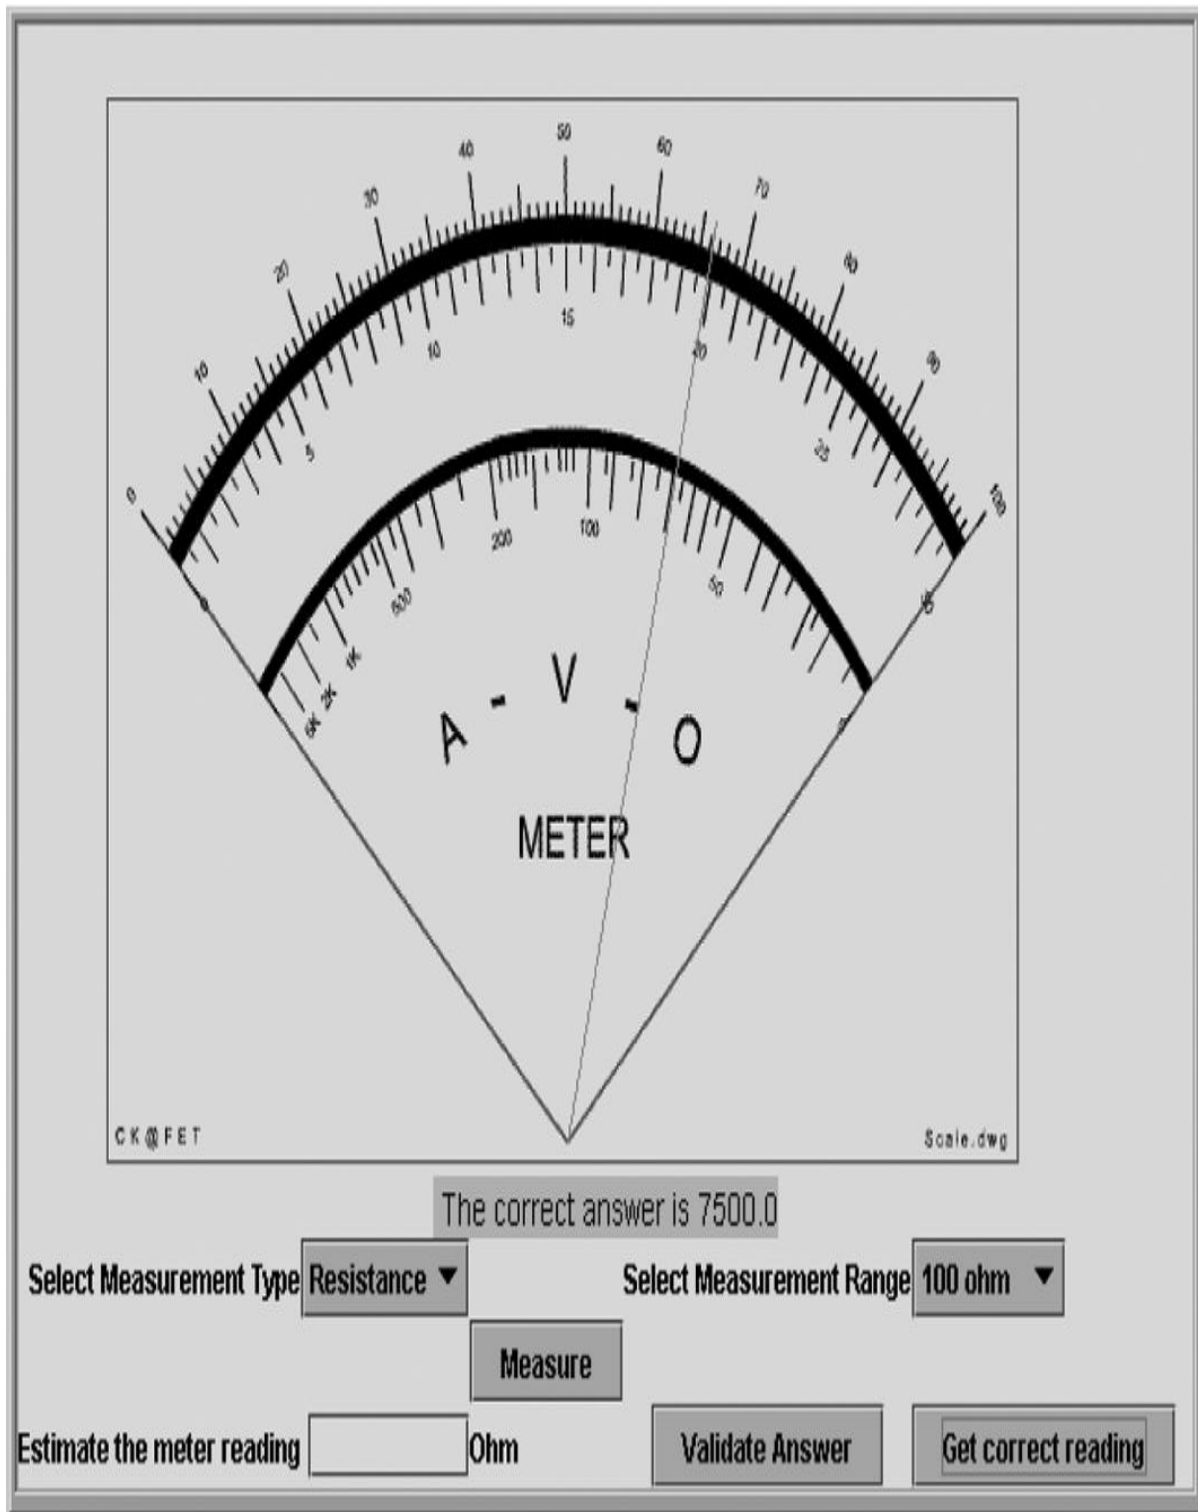 50
40
60
30
70
20
80
10
90
0
100
15
10
20
5
25
200
100
500
50
1K
2K
5K
0
A - V - O
METER
CK@FET
Scale.dwg
The correct answer is 7500.0
Select Measurement Type Resistance
Select Measurement Range 100 ohm
Measure
Estimate the meter reading Ohm
Validate Answer
Get correct reading